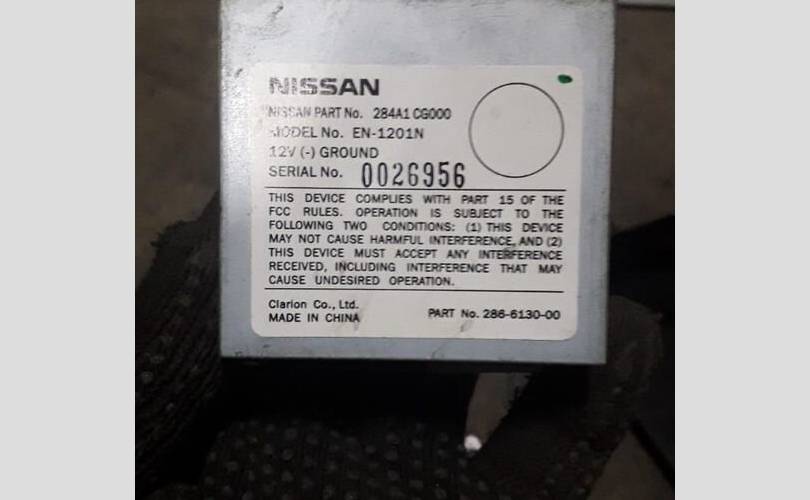 NISSAN
NISSAN PART No. 284A1 CG000
MODEL No. EN-1201N
12V (-) GROUND
SERIAL No. 0026956
THIS DEVICE COMPLIES WITH PART 15 OF THE
FCC RULES. OPERATION IS SUBJECT TO THE
FOLLOWING TWO CONDITIONS: (1) THIS DEVICE
MAY NOT CAUSE HARMFUL INTERFERENCE, AND (2)
THIS DEVICE MUST ACCEPT ANY INTERFERENCE
RECEIVED, INCLUDING INTERFERENCE THAT MAY
CAUSE UNDESIRED OPERATION.
Clarion Co., Ltd.
MADE IN CHINA
PART No. 286-6130-00